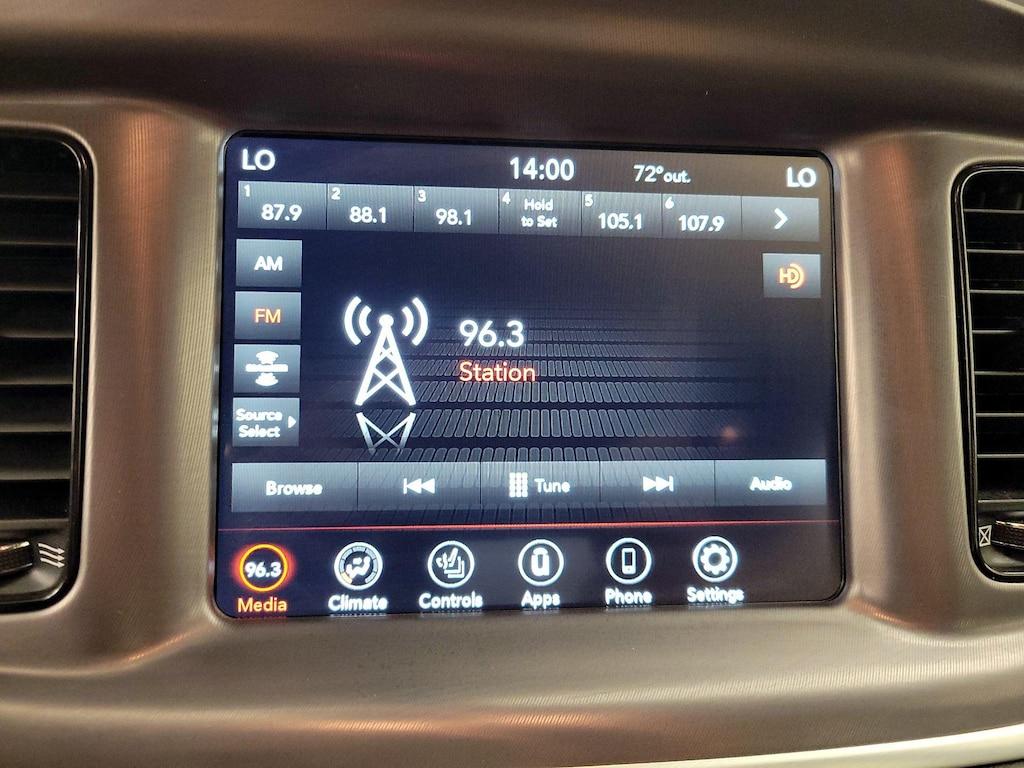 LO 14:00 72°out. LO
1 87.9 2 88.1 3 98.1 4 Hold to Set 5 105.1 6 107.9
AM
HD
FM
96.3
Station
Source
Select
Browse Tune Audio
96.3
Media Climate Controls Apps Phone Settings